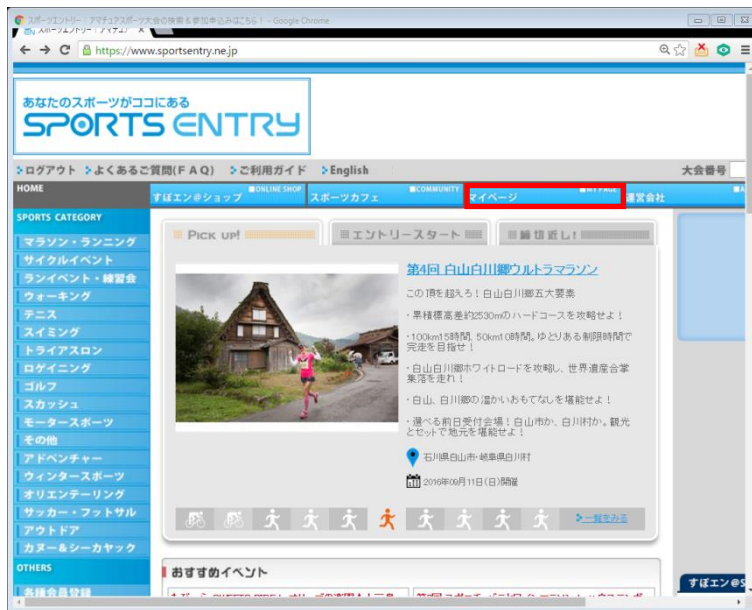 スポーツエントリー｜アマチュアスポーツ大会の検索＆参加申込みはこちら！ - Google Chrome
https://www.sportsentry.ne.jp
あなたのスポーツがココにある
SPORTS ENTRY
ログアウト よくあるご質問(FAQ) ご利用ガイド English 大会番号
HOME
すぽエン@ショップ ■ONLINE SHOP スポーツカフェ ■COMMUNITY マイページ ■MY PAGE 運営会社
SPORTS CATEGORY
マラソン・ランニング
サイクルイベント
ランイベント・練習会
ウォーキング
テニス
スイミング
トライアスロン
ロゲイニング
ゴルフ
スカッシュ
モータースポーツ
その他
アドベンチャー
ウィンタースポーツ
オリエンテーリング
サッカー・フットサル
アウトドア
カヌー&シーカヤック
OTHERS
各種会員登録
PICK UP!
エントリースタート
締切近し!
第4回 白山白川郷ウルトラマラソン
この頂を超えろ！白山白川郷五大要素
・累積標高差約2530mのハードコースを攻略せよ！
・100km15時間、50km10時間。ゆとりある制限時間で
完走を目指せ！
・白山白川郷ホワイトロードを攻略し、世界遺産合掌
集落を走れ！
・白山、白川郷の温かいおもてなしを堪能せよ！
・選べる前日受付会場！白山市か、白川村か。観光
とセットで地元を堪能せよ！
石川県白山市・岐阜県白川村
2016年09月11日(日)開催
一覧をみる
おすすめイベント
すぽエン@S